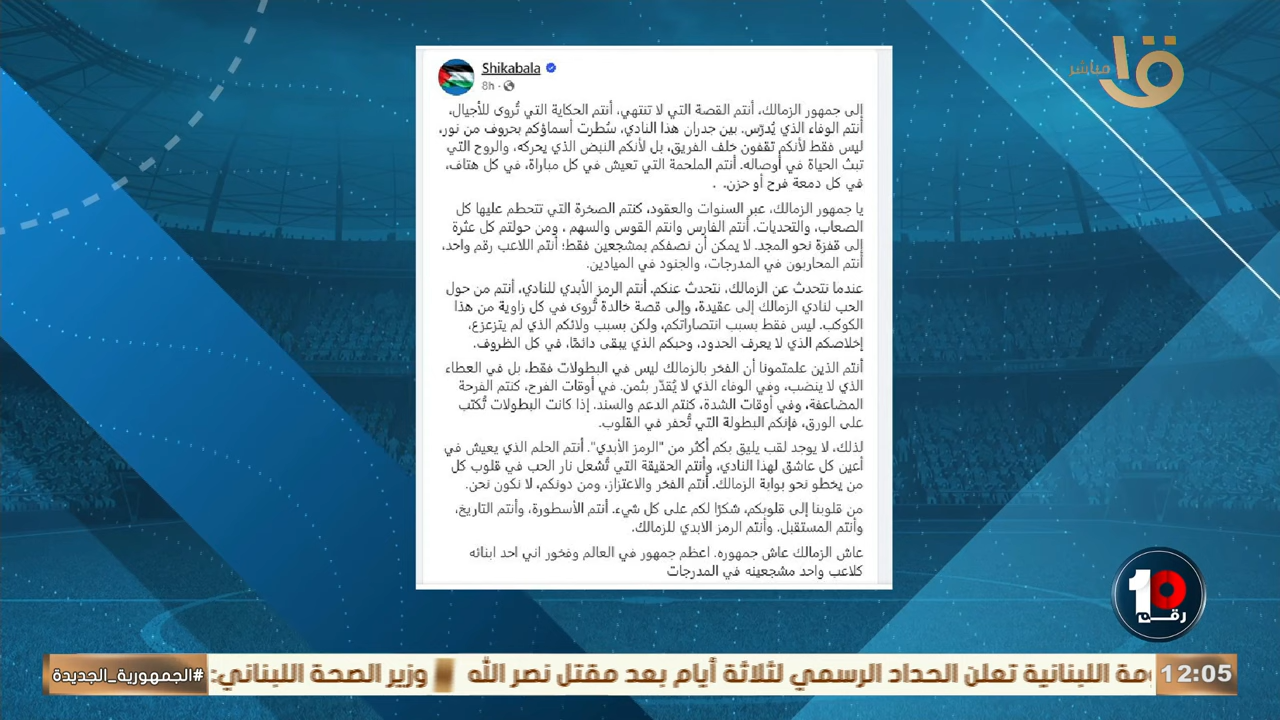 مباشر
Shikabala
8h
إلى جمهور الزمالك، أنتم القصة التي لا تنتهي، أنتم الحكاية التي تُروى للأجيال،
أنتم الوفاء الذي يُدرّس. بين جدران هذا النادي، سُطرت أسماؤكم بحروف من نور،
ليس فقط لأنكم تقفون خلف الفريق، بل لأنكم النبض الذي يحركه، والروح التي
تبث الحياة في أوصاله. أنتم الملحمة التي تعيش في كل مباراة، في كل هتاف،
في كل دمعة فرح أو حزن. .
يا جمهور الزمالك، عبر السنوات والعقود، كنتم الصخرة التي تتحطم عليها كل
الصعاب، والتحديات. أنتم الفارس وانتم القوس والسهم ، ومن حولتم كل عثرة
إلى قفزة نحو المجد. لا يمكن أن نصفكم بمشجعين فقط؛ أنتم اللاعب رقم واحد،
أنتم المحاربون في المدرجات، والجنود في الميادين.
عندما نتحدث عن الزمالك، نتحدث عنكم. أنتم الرمز الأبدي للنادي، أنتم من حول
الحب لنادي الزمالك إلى عقيدة، وإلى قصة خالدة تُروى في كل زاوية من هذا
الكوكب. ليس فقط بسبب انتصاراتكم، ولكن بسبب ولائكم الذي لم يتزعزع،
إخلاصكم الذي لا يعرف الحدود، وحبكم الذي يبقى دائمًا، في كل الظروف.
أنتم الذين علمتمونا أن الفخر بالزمالك ليس في البطولات فقط، بل في العطاء
الذي لا ينضب، وفي الوفاء الذي لا يُقدّر بثمن. في أوقات الفرح، كنتم الفرحة
المضاعفة، وفي أوقات الشدة، كنتم الدعم والسند. إذا كانت البطولات تُكتب
على الورق، فإنكم البطولة التي تُحفر في القلوب.
لذلك، لا يوجد لقب يليق بكم أكثر من "الرمز الأبدي". أنتم الحلم الذي يعيش في
أعين كل عاشق لهذا النادي، وأنتم الحقيقة التي تُشعل نار الحب في قلوب كل
من يخطو نحو بوابة الزمالك. أنتم الفخر والاعتزاز، ومن دونكم، لا نكون نحن.
من قلوبنا إلى قلوبكم، شكرًا لكم على كل شيء. أنتم الأسطورة، وأنتم التاريخ،
وأنتم المستقبل. وأنتم الرمز الابدي للزمالك.
عاش الزمالك عاش جمهوره. اعظم جمهور في العالم وفخور اني احد ابنائه
كلاعب واحد مشجعينه في المدرجات
رقم 10
12:05 اللبنانية تعلن الحداد الرسمي لثلاثة أيام بعد مقتل نصر الله وزير الصحة اللبناني: #الجمهورية_الجديدة